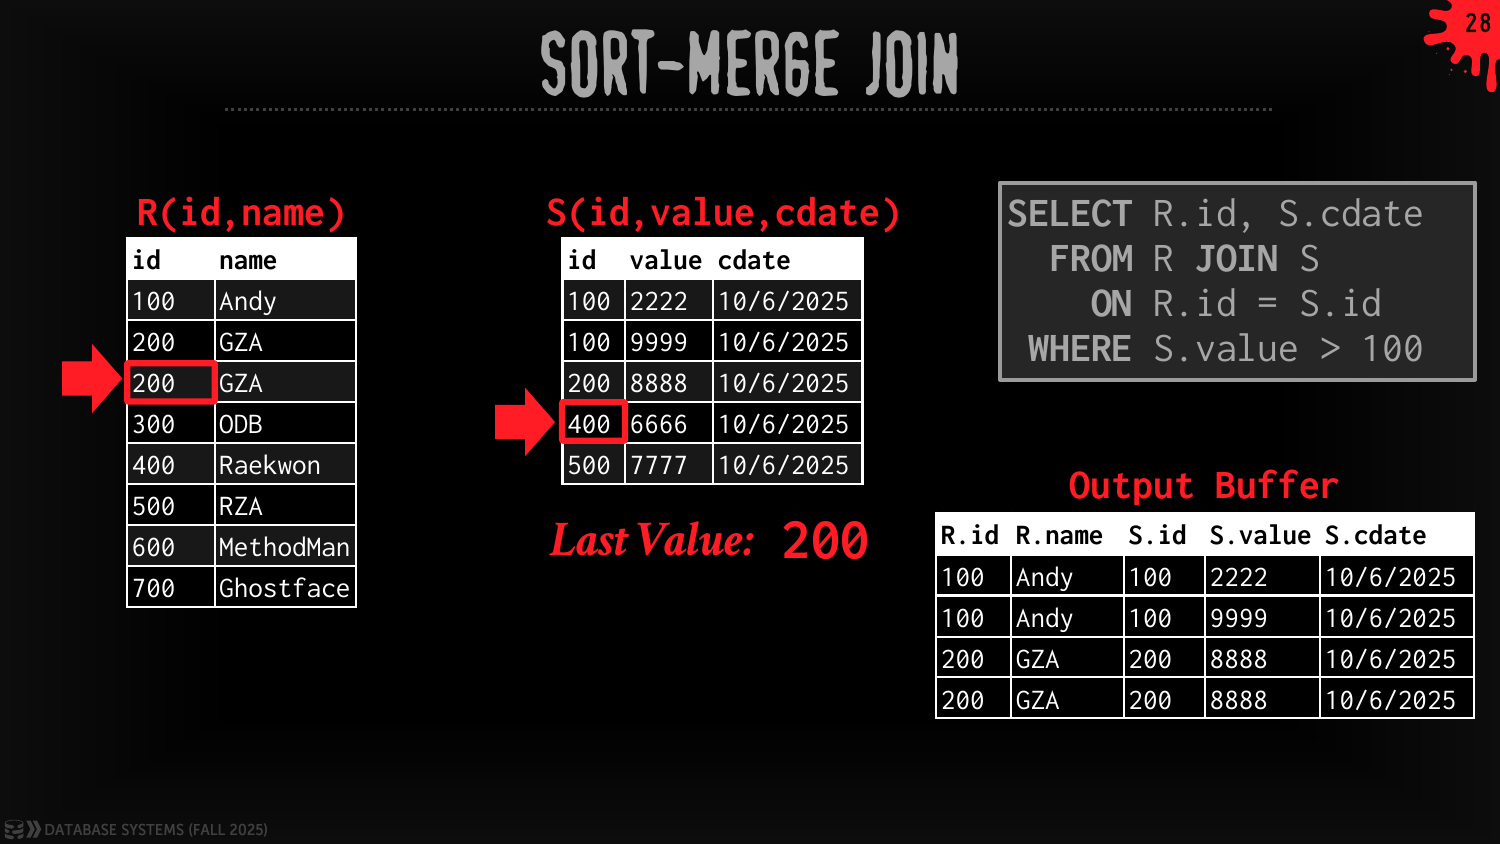 28
SORT-MERGE JOIN
R(id,name)
id name
100 Andy
200 GZA
200 GZA
300 ODB
400 Raekwon
500 RZA
600 MethodMan
700 Ghostface
S(id,value,cdate)
id value cdate
100 2222 10/6/2025
100 9999 10/6/2025
200 8888 10/6/2025
400 6666 10/6/2025
500 7777 10/6/2025
Last Value: 200
SELECT R.id, S.cdate
FROM R JOIN S
ON R.id = S.id
WHERE S.value > 100
Output Buffer
R.id R.name S.id S.value S.cdate
100 Andy 100 2222 10/6/2025
100 Andy 100 9999 10/6/2025
200 GZA 200 8888 10/6/2025
200 GZA 200 8888 10/6/2025
DATABASE SYSTEMS (FALL 2025)